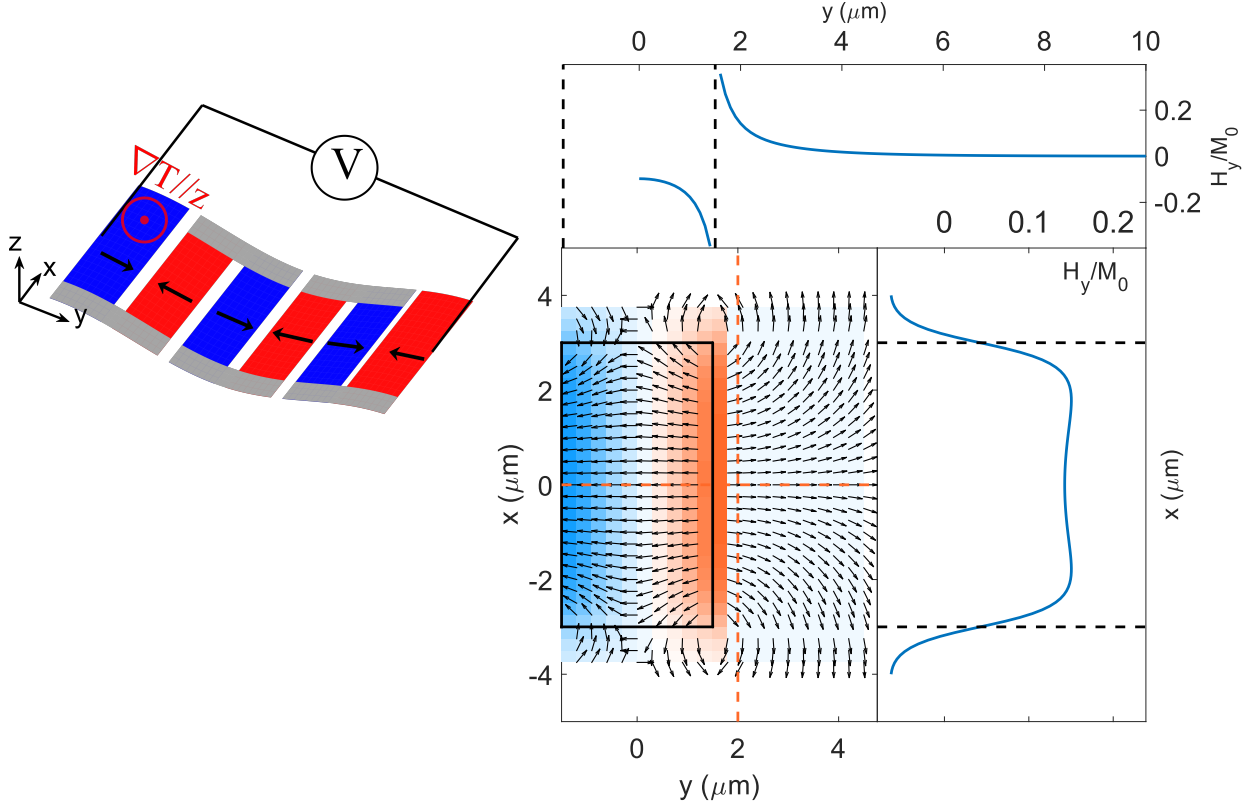 V
∇T//z
z
x
y
y (μm)
0 2 4 6 8 10
0.2
0
-0.2
H_y/M_0
0 0.1 0.2
H_y/M_0
4
2
0
-2
-4
x (μm)
x (μm)
0 2 4
y (μm)